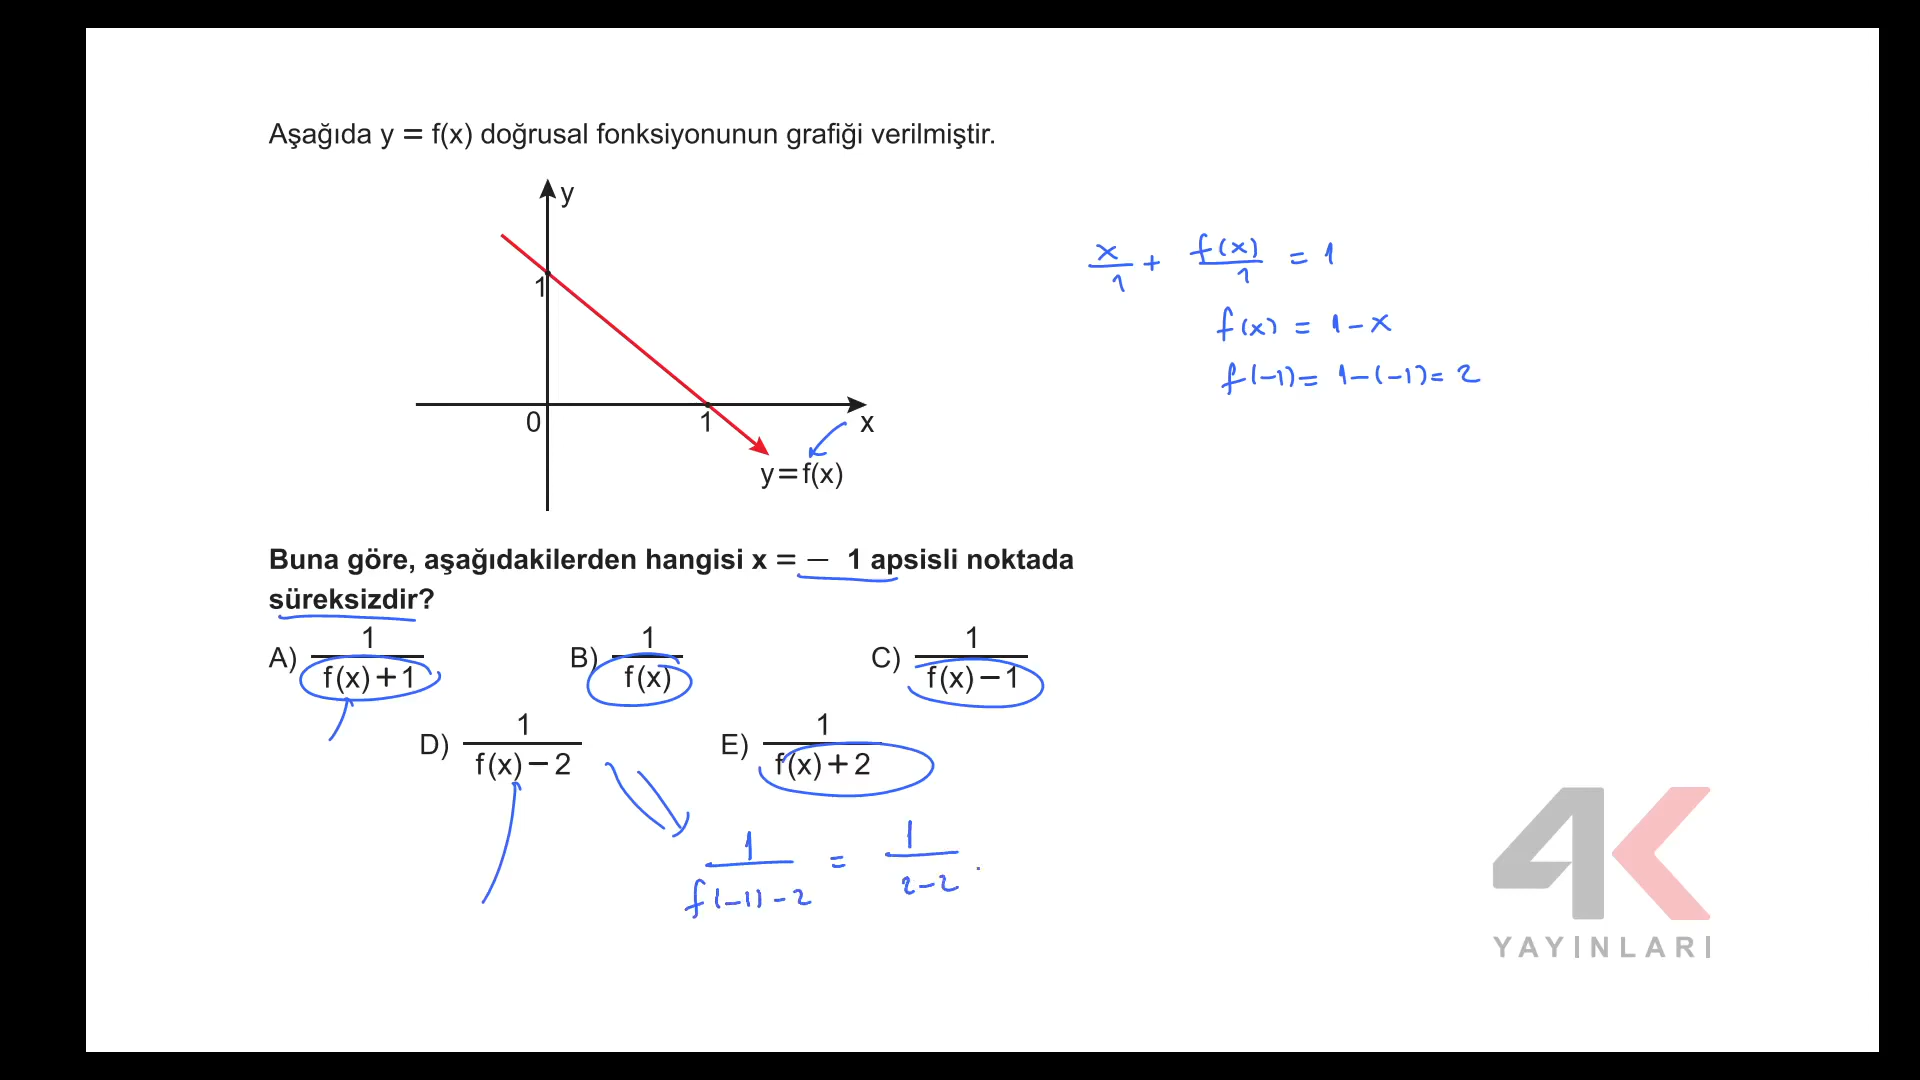 Aşağıda y = f(x) doğrusal fonksiyonunun grafiği verilmiştir.
y
1
0
1
x
y=f(x)
x/1 + f(x)/1 = 1
f(x) = 1-x
f(-1) = 1-(-1) = 2
Buna göre, aşağıdakilerden hangisi x = - 1 apsisli noktada
süreksizdir?
A) 1/(f(x)+1) B) 1/f(x) C) 1/(f(x)-1)
D) 1/(f(x)-2) E) 1/(f(x)+2)
1/(f(-1)-2) = 1/(2-2)
4K
YAYINLARI